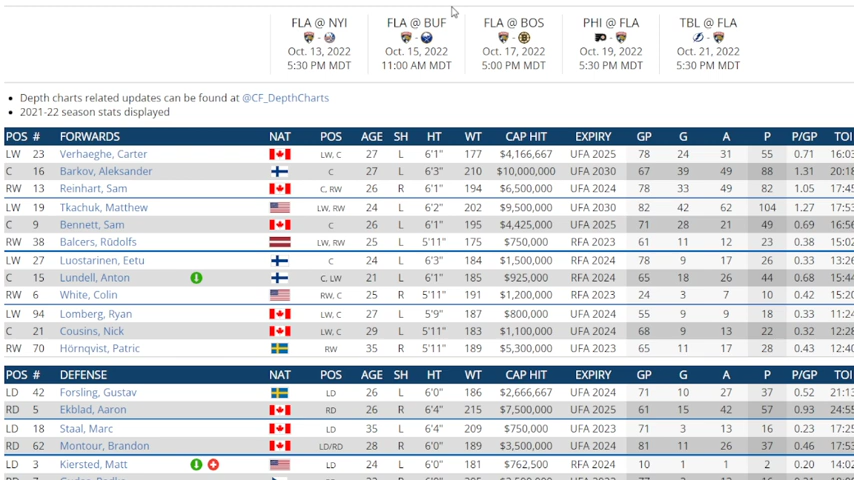 FLA @ NYI FLA @ BUF FLA @ BOS PHI @ FLA TBL @ FLA
Oct. 13, 2022 Oct. 15, 2022 Oct. 17, 2022 Oct. 19, 2022 Oct. 21, 2022
5:30 PM MDT 11:00 AM MDT 5:00 PM MDT 5:30 PM MDT 5:30 PM MDT
Depth charts related updates can be found at @CF_DepthCharts
2021-22 season stats displayed
POS # FORWARDS NAT POS AGE SH HT WT CAP HIT EXPIRY GP G A P P/GP TOI
LW 23 Verhaeghe, Carter LW, C 27 L 6'1" 177 $4,166,667 UFA 2025 78 24 31 55 0.71 16:03
C 16 Barkov, Aleksander C 27 L 6'3" 210 $10,000,000 UFA 2030 67 39 49 88 1.31 20:18
RW 13 Reinhart, Sam C, RW 26 R 6'1" 194 $6,500,000 UFA 2024 78 33 49 82 1.05 17:45
LW 19 Tkachuk, Matthew LW, RW 24 L 6'2" 202 $9,500,000 UFA 2030 82 42 62 104 1.27 17:53
C 9 Bennett, Sam C 26 L 6'1" 195 $4,425,000 UFA 2025 71 28 21 49 0.69 16:56
RW 38 Balcers, Rūdolfs LW, RW 25 L 5'11" 175 $750,000 RFA 2023 61 11 12 23 0.38 15:02
LW 27 Luostarinen, Eetu C 24 L 6'3" 184 $1,500,000 RFA 2024 78 9 17 26 0.33 13:26
C 15 Lundell, Anton C, LW 21 L 6'1" 185 $925,000 RFA 2024 65 18 26 44 0.68 15:44
RW 6 White, Colin RW, C 25 R 5'11" 191 $1,200,000 RFA 2023 24 3 7 10 0.42 15:20
LW 94 Lomberg, Ryan LW, C 27 L 5'9" 187 $800,000 UFA 2024 55 9 9 18 0.33 11:24
C 21 Cousins, Nick LW, C 29 L 5'11" 183 $1,100,000 UFA 2024 68 9 13 22 0.32 12:28
RW 70 Hörnqvist, Patric RW 35 R 5'11" 189 $5,300,000 UFA 2023 65 11 17 28 0.43 12:40
POS # DEFENSE NAT POS AGE SH HT WT CAP HIT EXPIRY GP G A P P/GP TOI
LD 42 Forsling, Gustav LD 26 L 6'0" 186 $2,666,667 UFA 2024 71 10 27 37 0.52 21:13
RD 5 Ekblad, Aaron RD 26 R 6'4" 215 $7,500,000 UFA 2025 61 15 42 57 0.93 24:55
LD 18 Staal, Marc LD 35 L 6'4" 209 $750,000 UFA 2023 71 3 13 16 0.23 17:25
RD 62 Montour, Brandon LD/RD 28 R 6'0" 189 $3,500,000 UFA 2024 81 11 26 37 0.46 17:53
LD 3 Kiersted, Matt LD 24 L 6'0" 181 $762,500 RFA 2024 10 1 1 2 0.20 14:02